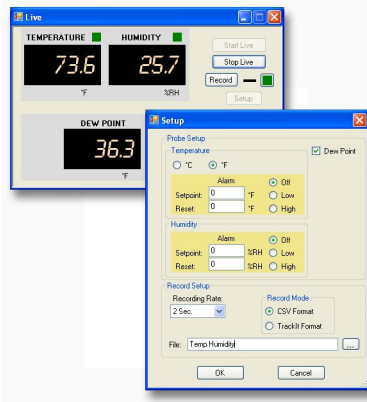 Live
TEMPERATURE HUMIDITY
73.6 25.7
°F %RH
Start Live
Stop Live
Record
Setup
DEW POINT
36.3
°F
Setup
Probe Setup
Temperature
°C °F
Dew Point
Alarm Off
Setpoint: 0 °F Low
Reset: 0 °F High
Humidity
Alarm Off
Setpoint: 0 %RH Low
Reset: 0 %RH High
Record Setup
Recording Rate: Record Mode
2 Sec. CSV Format
TrackIt Format
File: Temp Humidity ...
OK Cancel